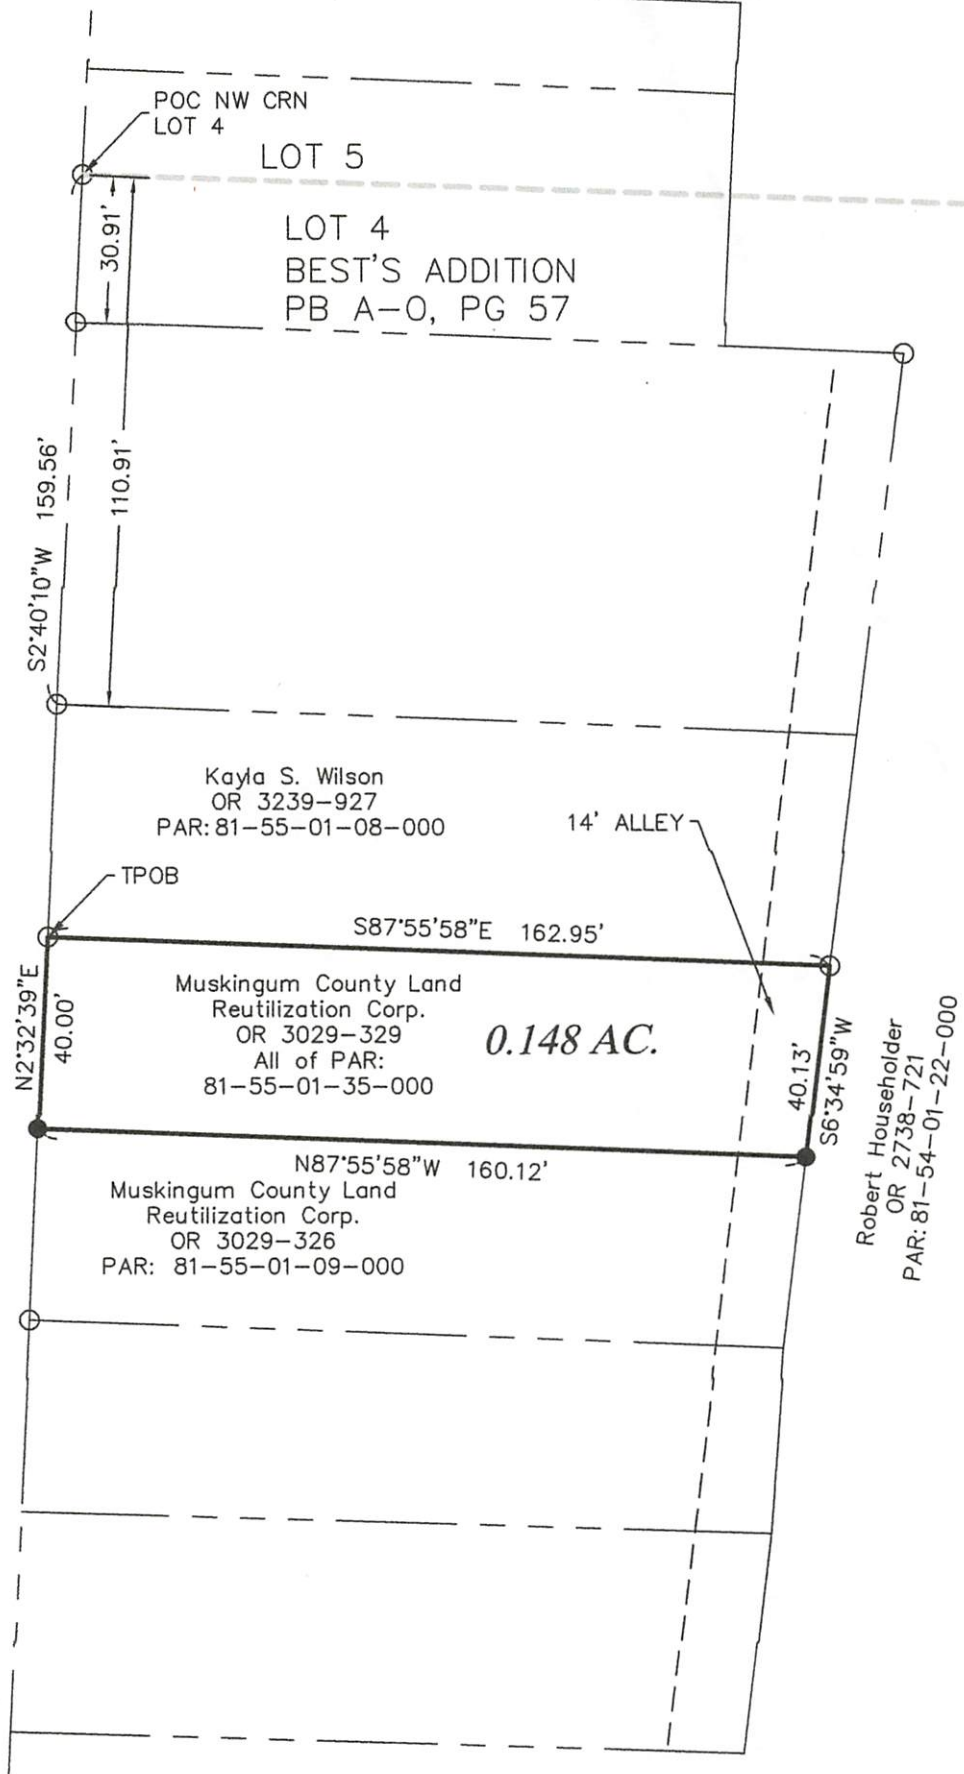 POC NW CRN
LOT 4
LOT 5
30.91'
LOT 4
BEST'S ADDITION
PB A-O, PG 57
S2°40'10"W 159.56'
110.91'
Kayla S. Wilson
OR 3239-927
PAR: 81-55-01-08-000
14' ALLEY
TPOB
S87°55'58"E 162.95'
N2°32'39"E
40.00'
Muskingum County Land
Reutilization Corp.
OR 3029-329
All of PAR:
81-55-01-35-000
0.148 AC.
40.13'
S6°34'59"W
Robert Householder
OR 2738-721
PAR: 81-54-01-22-000
N87°55'58"W 160.12'
Muskingum County Land
Reutilization Corp.
OR 3029-326
PAR: 81-55-01-09-000